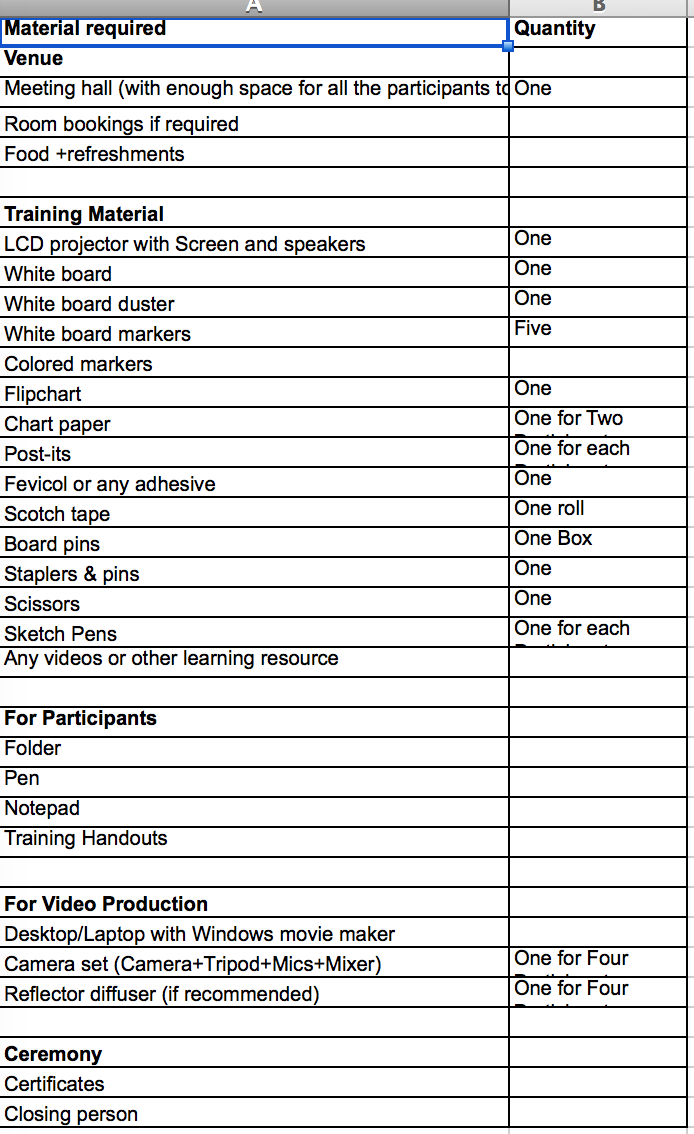 A B
Material required Quantity
Venue
Meeting hall (with enough space for all the participants to One
Room bookings if required
Food +refreshments
Training Material
LCD projector with Screen and speakers One
White board One
White board duster One
White board markers Five
Colored markers
Flipchart One
Chart paper One for Two
Post-its One for each
Fevicol or any adhesive One
Scotch tape One roll
Board pins One Box
Staplers & pins One
Scissors One
Sketch Pens One for each
Any videos or other learning resource
For Participants
Folder
Pen
Notepad
Training Handouts
For Video Production
Desktop/Laptop with Windows movie maker
Camera set (Camera+Tripod+Mics+Mixer) One for Four
Reflector diffuser (if recommended) One for Four
Ceremony
Certificates
Closing person